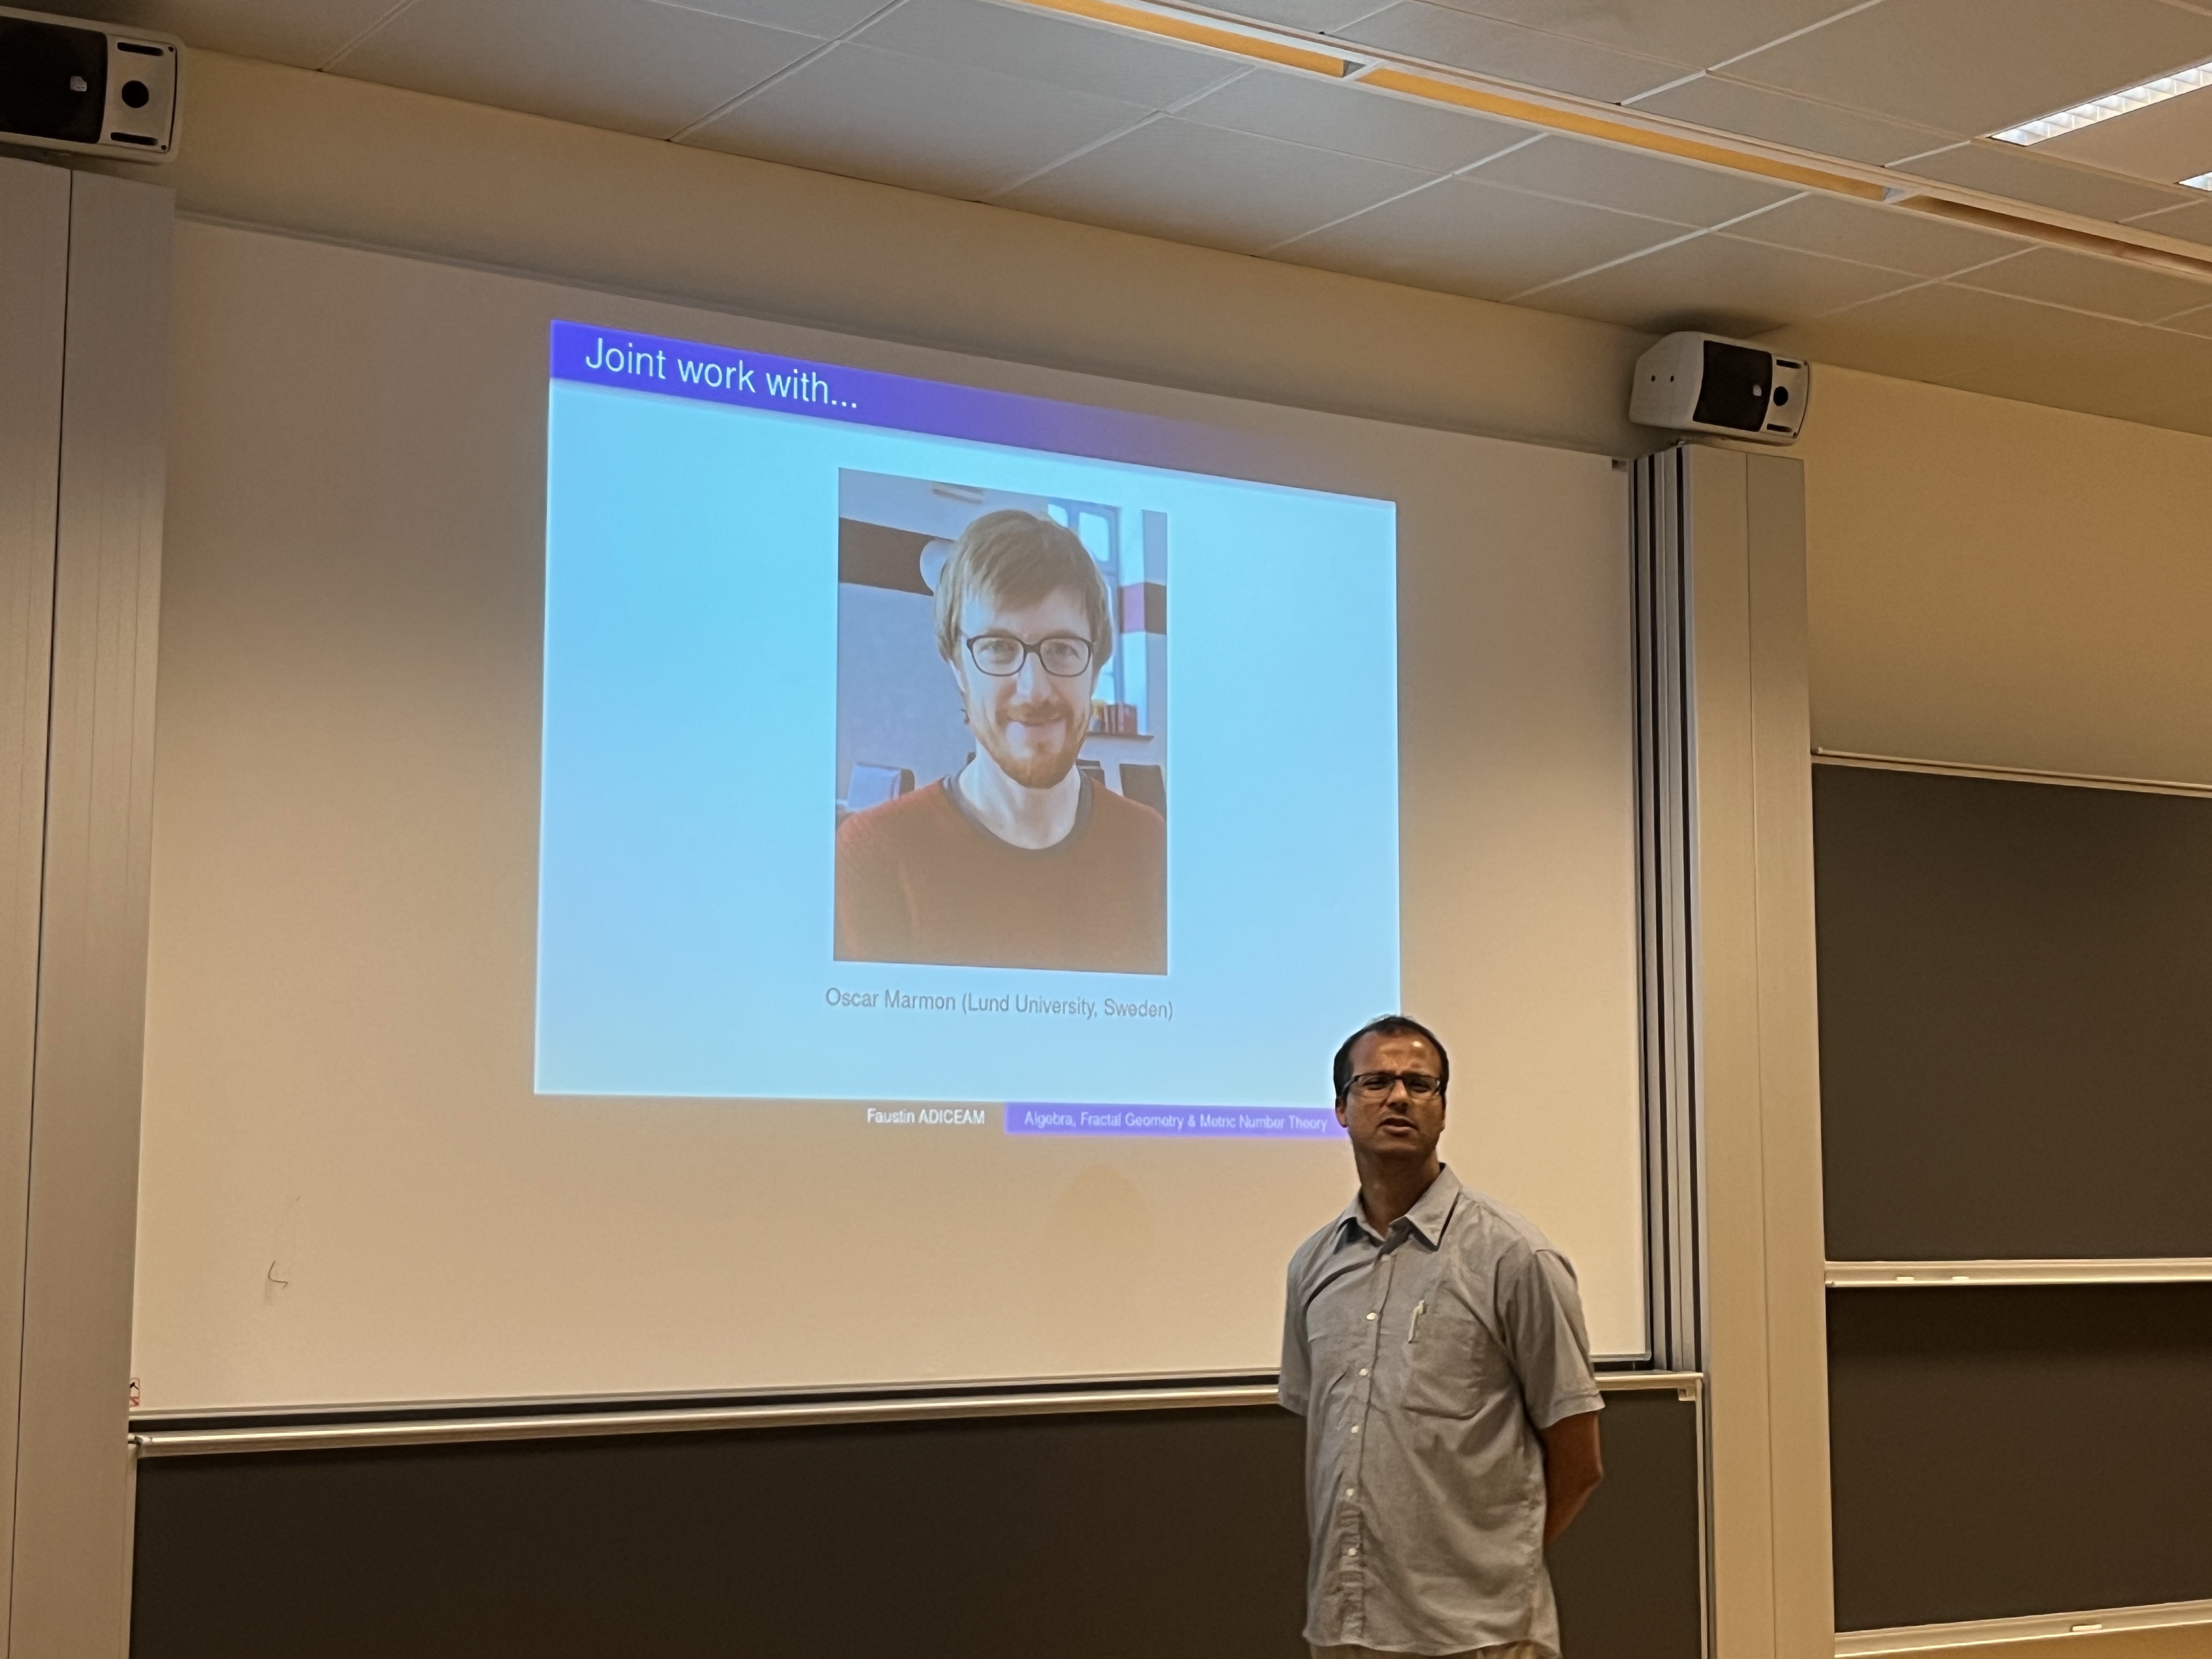 Joint work with...
Oscar Marmon (Lund University, Sweden)
Faustin ADICEAM
Algebra, Fractal Geometry & Metric Number Theory